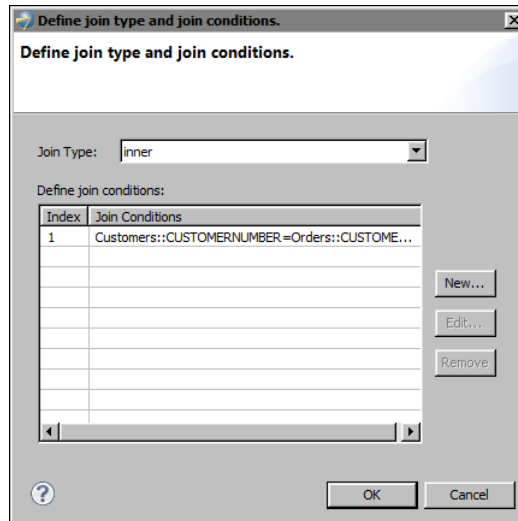 Define join type and join conditions.
Define join type and join conditions.
Join Type: inner
Define join conditions:
Index Join Conditions
1 Customers::CUSTOMERNUMBER=Orders::CUSTOME...
New...
Edit...
Remove
?
OK Cancel